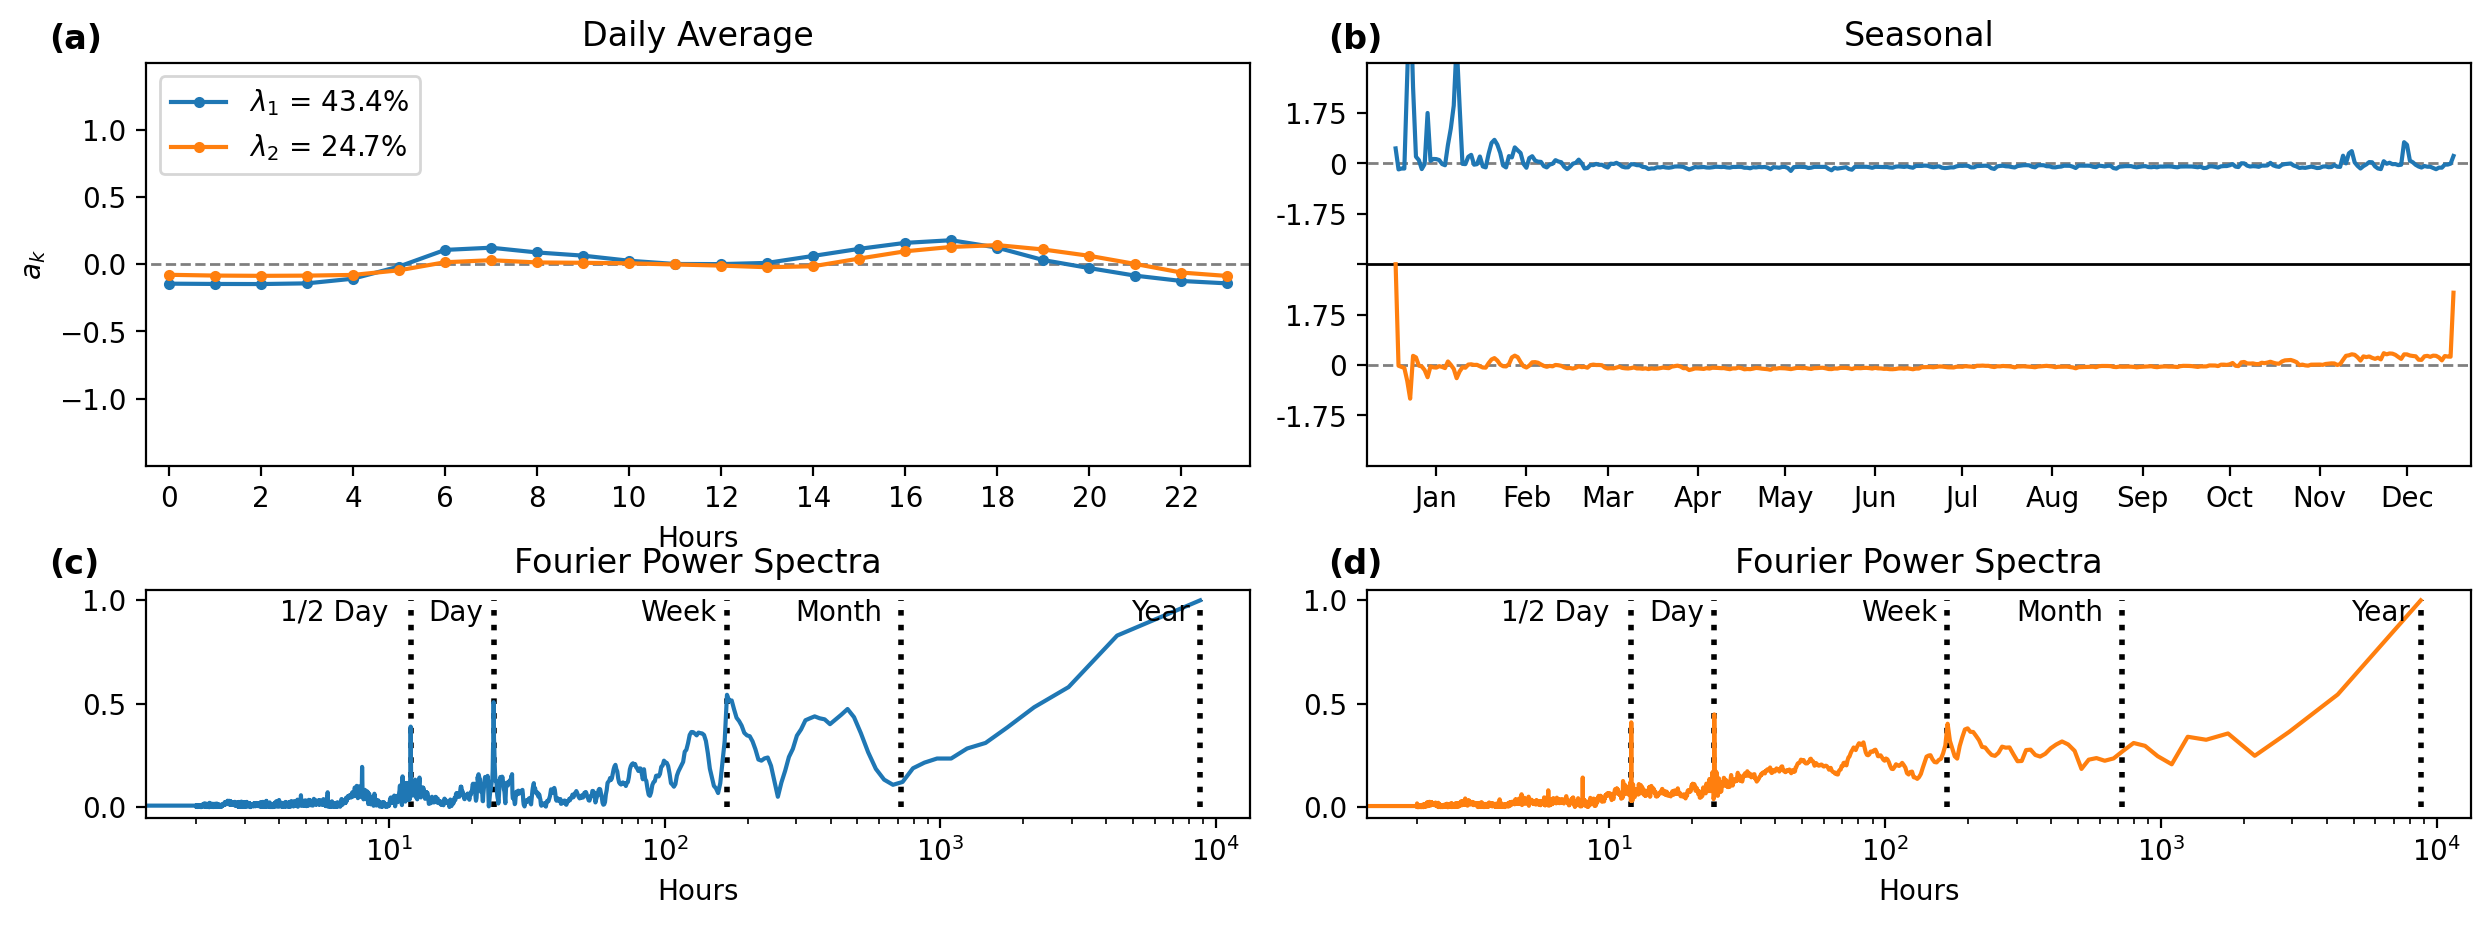 (a) Daily Average
λ1 = 43.4%
λ2 = 24.7%
1.0
0.5
0.0
−0.5
−1.0
a_k
0 2 4 6 8 10 12 14 16 18 20 22
Hours
(b) Seasonal
1.75
0
-1.75
1.75
0
-1.75
Jan Feb Mar Apr May Jun Jul Aug Sep Oct Nov Dec
(c) Fourier Power Spectra
1/2 Day Day Week Month Year
1.0
0.5
0.0
10^1 10^2 10^3 10^4
Hours
(d) Fourier Power Spectra
1/2 Day Day Week Month Year
1.0
0.5
0.0
10^1 10^2 10^3 10^4
Hours